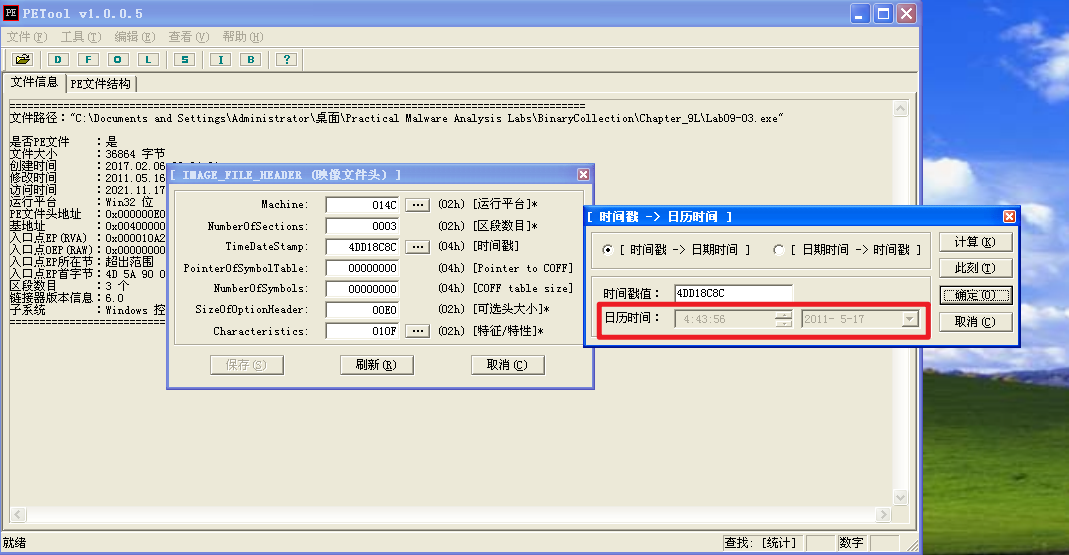 PE PETool v1.0.0.5
文件(F) 工具(T) 编辑(E) 查看(V) 帮助(H)
D F O L S I B ?
文件信息 PE文件结构
文件路径："C:\Documents and Settings\Administrator\桌面\Practical Malware Analysis Labs\BinaryCollection\Chapter_9L\Lab09-03.exe"
是否PE文件 ：是
文件大小 ：36864 字节
创建时间 ：2017.02.06
修改时间 ：2011.05.16
访问时间 ：2021.11.17
运行平台 ：Win32 位
PE文件头地址 ：0x000000E0
基地址 ：0x00400000
入口点EP(RVA) ：0x000010A2
入口点OEP(RAW)：0x00000000
入口点EP所在节：超出范围
入口点EP首字节：4D 5A 90 0
区段数目 ：3 个
链接器版本信息：6.0
子系统 ：Windows 控
[ IMAGE_FILE_HEADER (映像文件头) ]
Machine: 014C ... (02h) [运行平台]*
NumberOfSections: 0003 (02h) [区段数目]*
TimeDateStamp: 4DD18C8C ... (04h) [时间戳]
PointerOfSymbolTable: 00000000 (04h) [Pointer to COFF]
NumberOfSymbols: 00000000 (04h) [COFF table size]
SizeOfOptionHeader: 00E0 (02h) [可选头大小]*
Characteristics: 010F ... (02h) [特征/特性]*
保存(S) 刷新(R) 取消(C)
[ 时间戳 -> 日历时间 ]
[ 时间戳 -> 日期时间 ] [ 日期时间 -> 时间戳 ]
时间戳值： 4DD18C8C
日历时间： 4:43:56 2011- 5-17
计算(K)
此刻(T)
确定(O)
取消(C)
就绪 查找: [统计] 数字